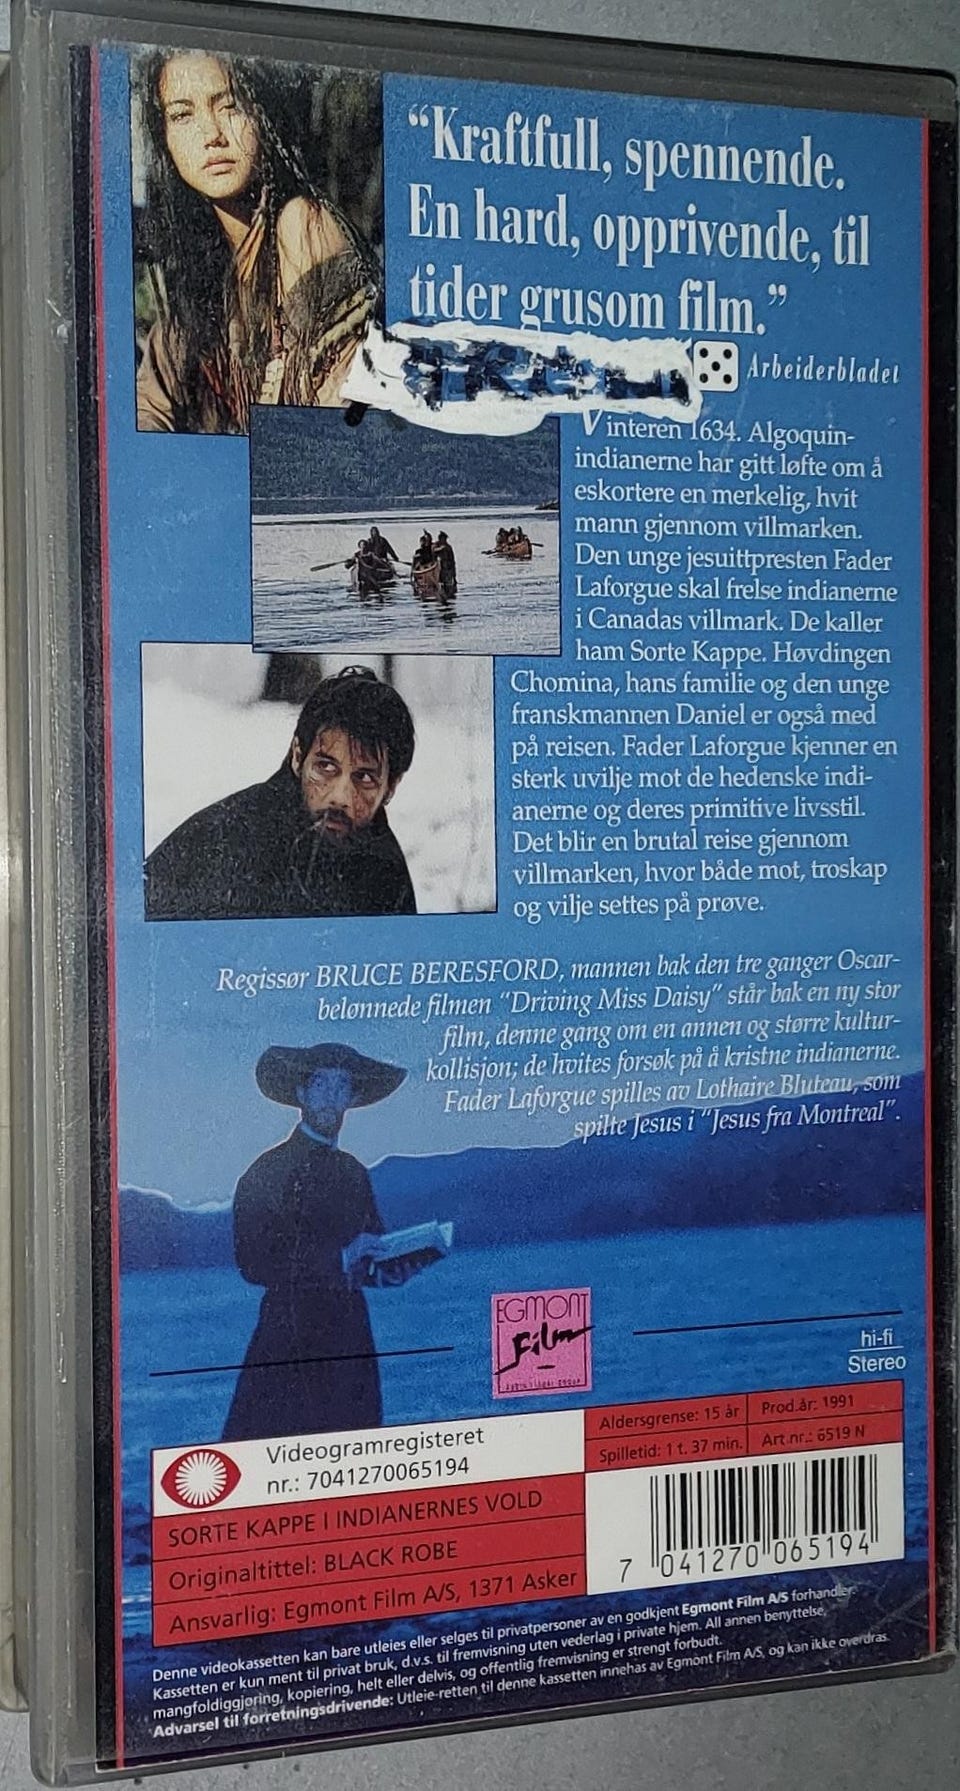 “Kraftfull, spennende.
En hard, opprivende, til
tider grusom film.”
Arbeiderbladet
Vinteren 1634. Algoquin-
indianerne har gitt løfte om å
eskortere en merkelig, hvit
mann gjennom villmarken.
Den unge jesuittpresten Fader
Laforgue skal frelse indianerne
i Canadas villmark. De kaller
ham Sorte Kappe. Høvdingen
Chomina, hans familie og den unge
franskmannen Daniel er også med
på reisen. Fader Laforgue kjenner en
sterk uvilje mot de hedenske indi-
anerne og deres primitive livsstil.
Det blir en brutal reise gjennom
villmarken, hvor både mot, troskap
og vilje settes på prøve.
Regissør BRUCE BERESFORD, mannen bak den tre ganger Oscar-
belønnede filmen “Driving Miss Daisy” står bak en ny stor
film, denne gang om en annen og større kultur-
kollisjon; de hvites forsøk på å kristne indianerne.
Fader Laforgue spilles av Lothaire Bluteau, som
spilte Jesus i “Jesus fra Montreal”.
EGMONT
Film
hi-fi
Stereo
Videogramregisteret
nr.: 7041270065194
Aldersgrense: 15 år
Prod.år: 1991
Spilletid: 1 t. 37 min.
Art.nr.: 6519 N
SORTE KAPPE I INDIANERNES VOLD
Originaltittel: BLACK ROBE
Ansvarlig: Egmont Film A/S, 1371 Asker
7 041270 065194
Denne videokassetten kan bare utleies eller selges til privatpersoner av en godkjent Egmont Film A/S forhandler.
Kassetten er kun ment til privat bruk, d.v.s. til fremvisning uten vederlag i private hjem. All annen benyttelse,
mangfoldiggjøring, kopiering, helt eller delvis, og offentlig fremvisning er strengt forbudt.
Advarsel til forretningsdrivende: Utleie-retten til denne kassetten innehas av Egmont Film A/S, og kan ikke overdras.